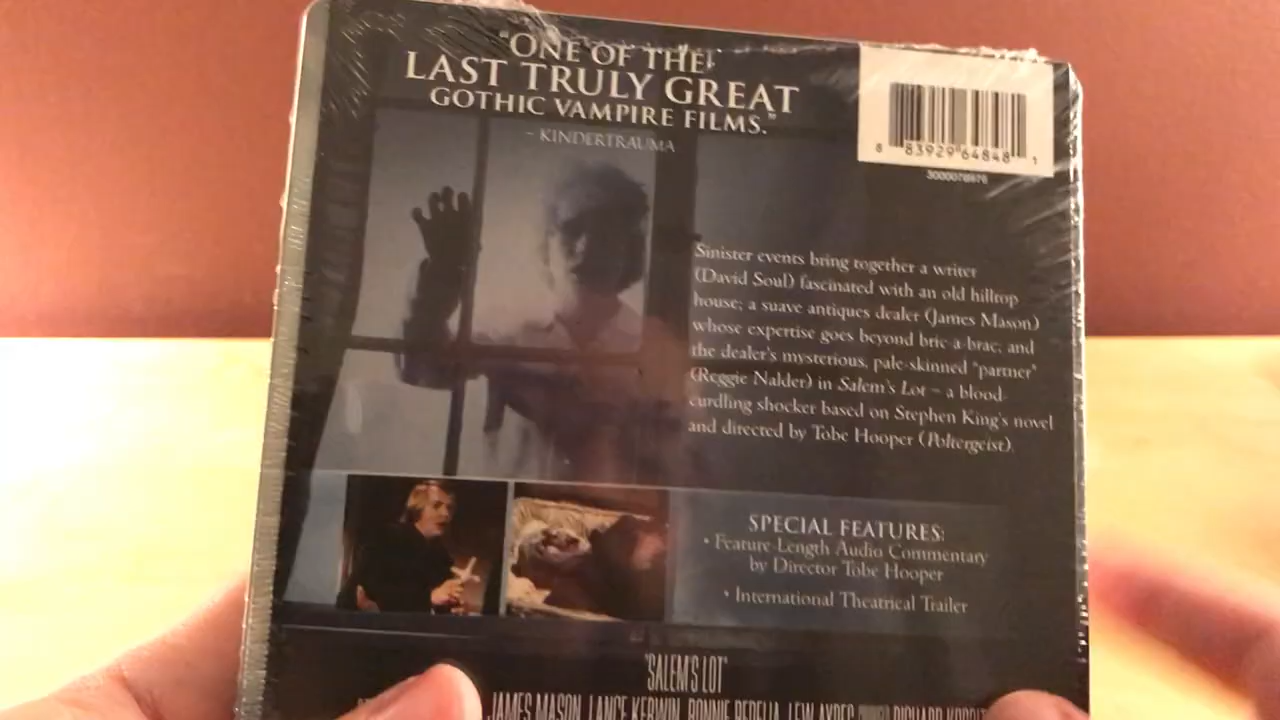 "ONE OF THE
LAST TRULY GREAT
GOTHIC VAMPIRE FILMS."
- KINDERTRAUMA
8 83929 64848 1
3000078976
Sinister events bring together a writer
(David Soul) fascinated with an old hilltop
house; a suave antiques dealer (James Mason)
whose expertise goes beyond bric-a-brac; and
the dealer's mysterious, pale-skinned "partner"
(Reggie Nalder) in Salem's Lot – a blood-
curdling shocker based on Stephen King's novel
and directed by Tobe Hooper (Poltergeist).
SPECIAL FEATURES:
• Feature-Length Audio Commentary
by Director Tobe Hooper
• International Theatrical Trailer
'SALEM'S LOT'
JAMES MASON, LANCE KERWIN, BONNIE BEDELIA, LEW AYRES